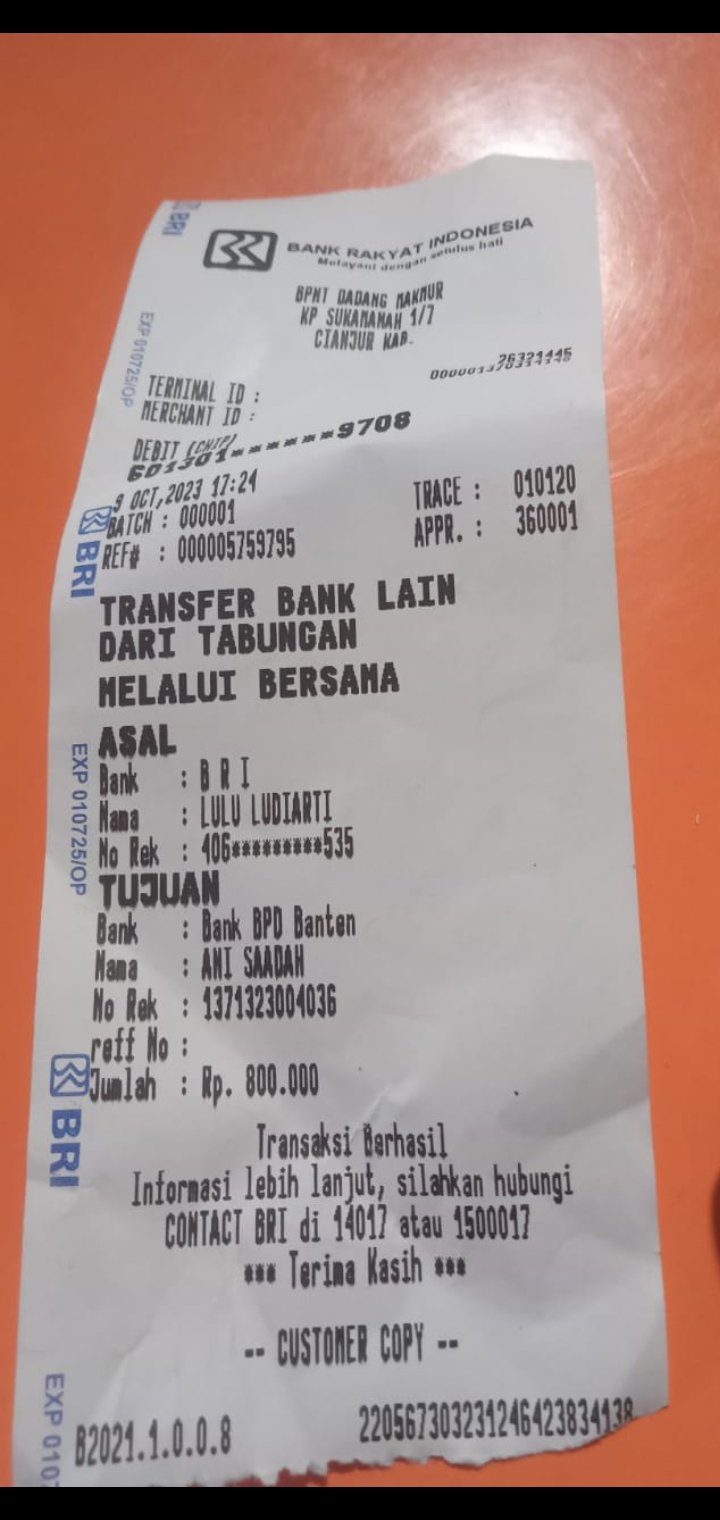 BRI
BANK RAKYAT INDONESIA
Melayani dengan setulus hati
BPNT DADANG MAKMUR
KP SUKAMANAH 1/7
CIANJUR KAB.
EXP 010725/OP
TERMINAL ID : 26321445
MERCHANT ID :
DEBIT (CHIP)
601301******9708
9 OCT,2023 17:24
BATCH : 000001 TRACE : 010120
REF# : 000005759795 APPR. : 360001
BRI
TRANSFER BANK LAIN
DARI TABUNGAN
MELALUI BERSAMA
ASAL
Bank : B R I
Nama : LULU LUDIARTI
No Rek : 406*********535
EXP 010725/OP
TUJUAN
Bank : Bank BPD Banten
Nama : ANI SAADAH
No Rek : 1371323004036
reff No :
Jumlah : Rp. 800.000
BRI
Transaksi Berhasil
Informasi lebih lanjut, silahkan hubungi
CONTACT BRI di 14017 atau 1500017
*** Terima Kasih ***
-- CUSTOMER COPY --
EXP 010
B2021.1.0.0.8 220567303231246423834138